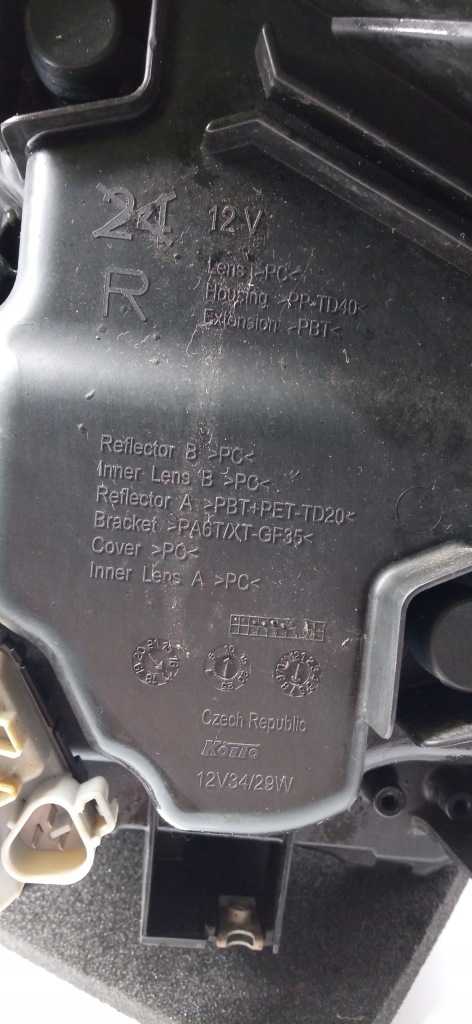 24 12 V
R
Lens >PC<
Housing >PP-TD40<
Extension >PBT<
Reflector B >PC<
Inner Lens B >PC<
Reflector A >PBT+PET-TD20<
Bracket >PA6T/XT-GF35<
Cover >PC<
Inner Lens A >PC<
Czech Republic
KOITO
12V34/29W